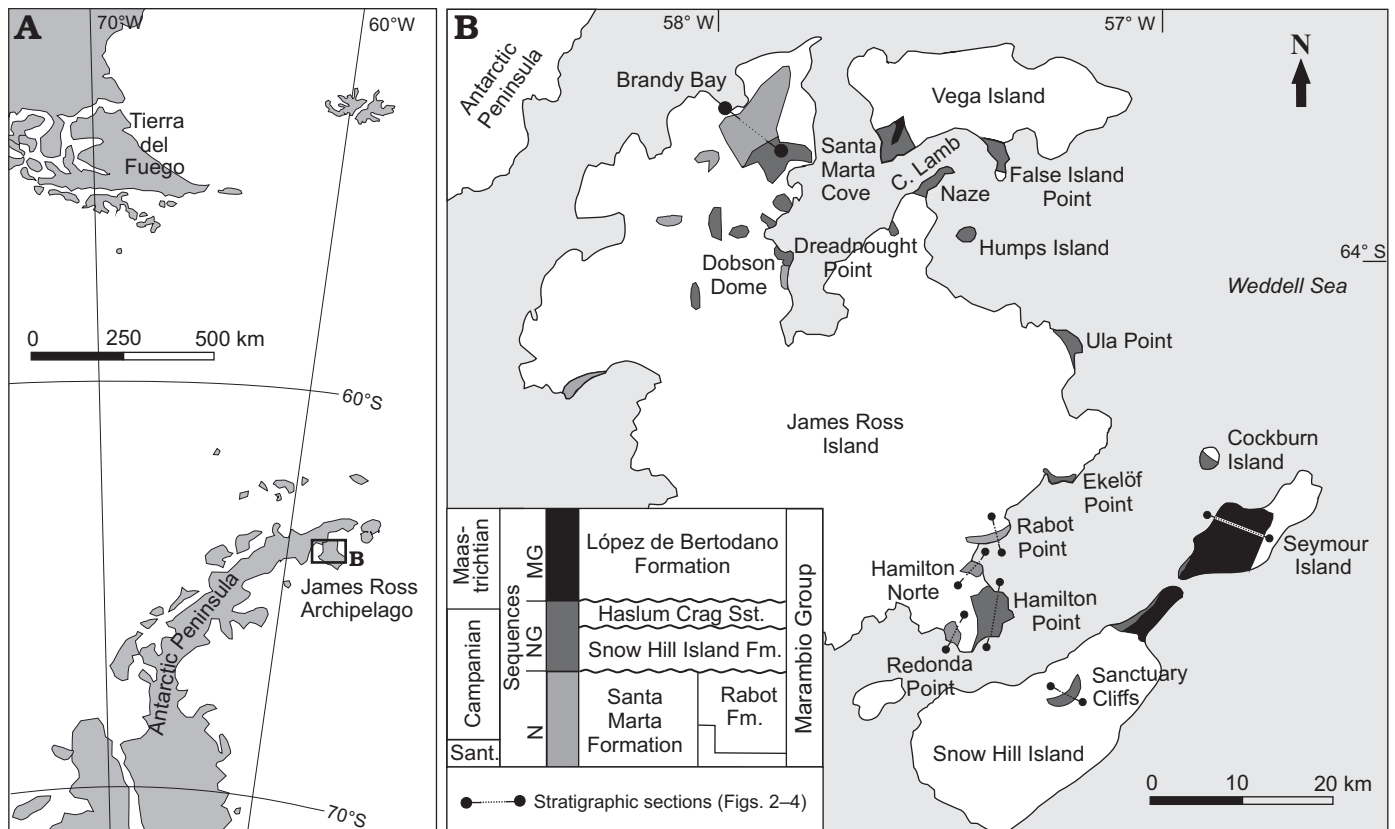 A
70°W
60°W
Tierra
del
Fuego
0 250 500 km
60°S
B
James Ross
Archipelago
Antarctic Peninsula
70°S
B
58° W
57° W
N
Antarctic
Peninsula
Brandy Bay
Vega Island
Santa
Marta
Cove
C. Lamb
Naze
False Island
Point
Dobson
Dome
Dreadnought
Point
Humps Island
64° S
Weddell Sea
Ula Point
James Ross
Island
Cockburn
Island
Ekelöf
Point
Rabot
Point
Seymour
Island
Hamilton
Norte
Hamilton
Point
Redonda
Point
Sanctuary
Cliffs
Snow Hill Island
0 10 20 km
Maas-
trichtian
Campanian
Sant.
Sequences
MG
NG
N
López de Bertodano
Formation
Haslum Crag Sst.
Snow Hill Island Fm.
Santa
Marta
Formation
Rabot
Fm.
Marambio Group
Stratigraphic sections (Figs. 2–4)